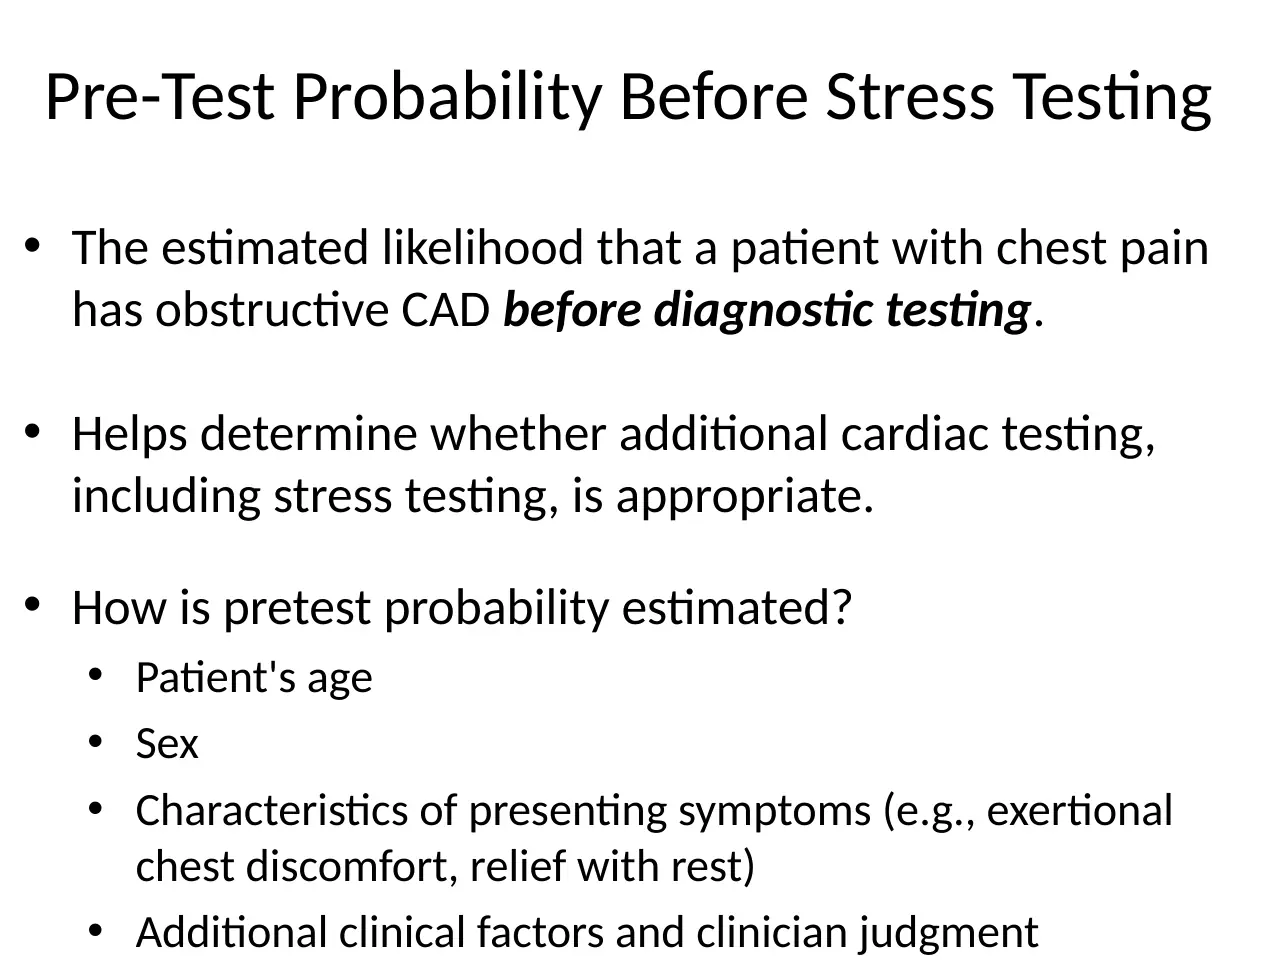 Pre-Test Probability Before Stress Testing
• The estimated likelihood that a patient with chest pain
has obstructive CAD before diagnostic testing.
• Helps determine whether additional cardiac testing,
including stress testing, is appropriate.
• How is pretest probability estimated?
• Patient's age
• Sex
• Characteristics of presenting symptoms (e.g., exertional
chest discomfort, relief with rest)
• Additional clinical factors and clinician judgment